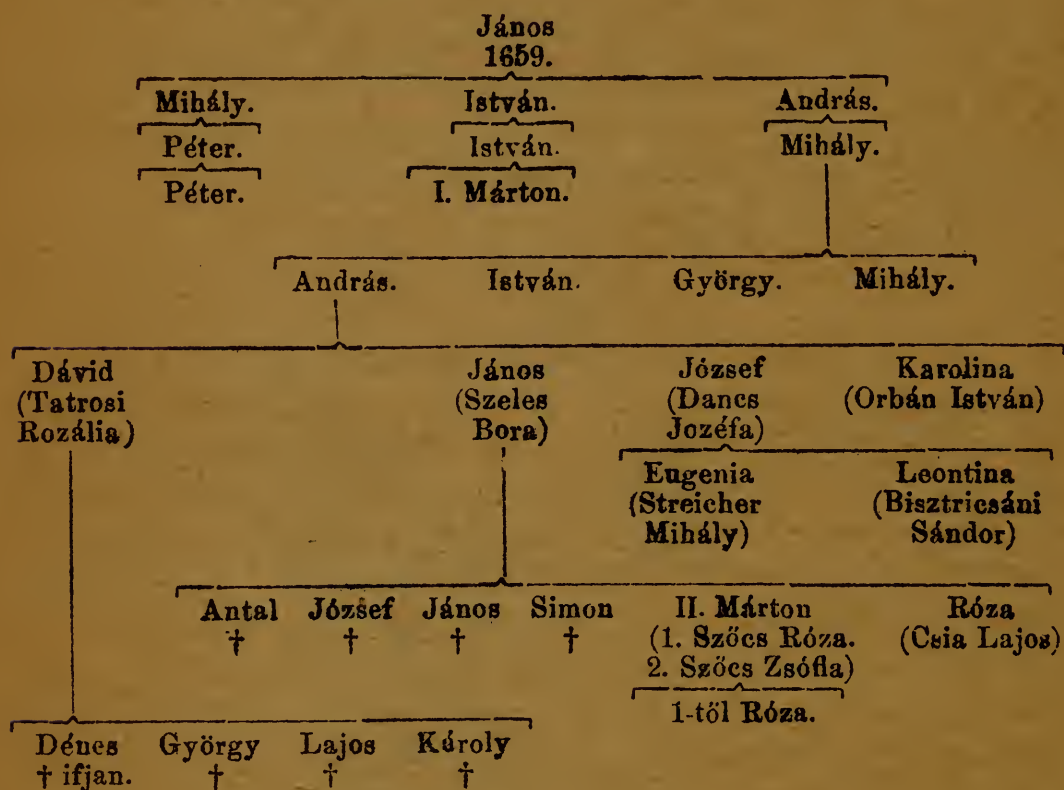 János
1659.
Mihály. István. András.
Péter. István. Mihály.
Péter. I. Márton.
András. István. György. Mihály.
Dávid János József Karolina
(Tatrosi (Szeles (Dancs (Orbán István)
Rozália) Bora) Jozéfa)
Eugenia Leontina
(Streicher (Bisztricsáni
Mihály) Sándor)
Antal József János Simon II. Márton Róza
† † † † (1. Szőcs Róza. (Csia Lajos)
2. Szőcs Zsófia)
1-től Róza.
Dénes György Lajos Károly
† ifjan. † † †